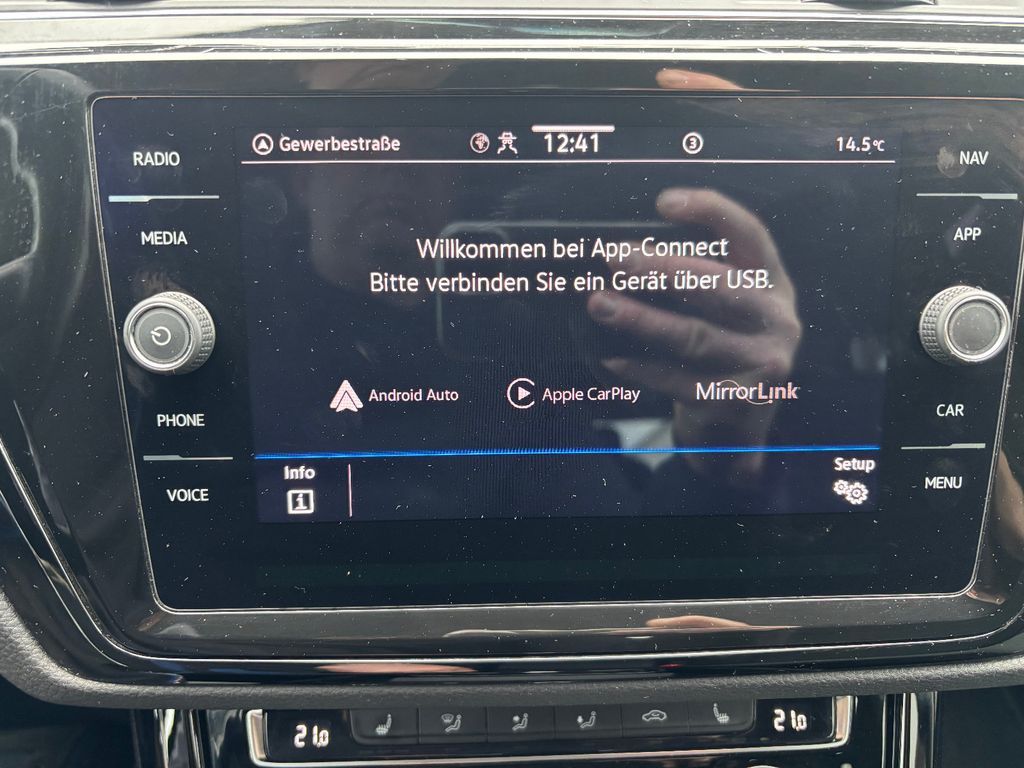 RADIO
MEDIA
PHONE
VOICE
Gewerbestraße
12:41
3
14.5°C
Willkommen bei App-Connect
Bitte verbinden Sie ein Gerät über USB.
Android Auto
Apple CarPlay
MirrorLink
Info
i
Setup
NAV
APP
CAR
MENU
21,0
21,0